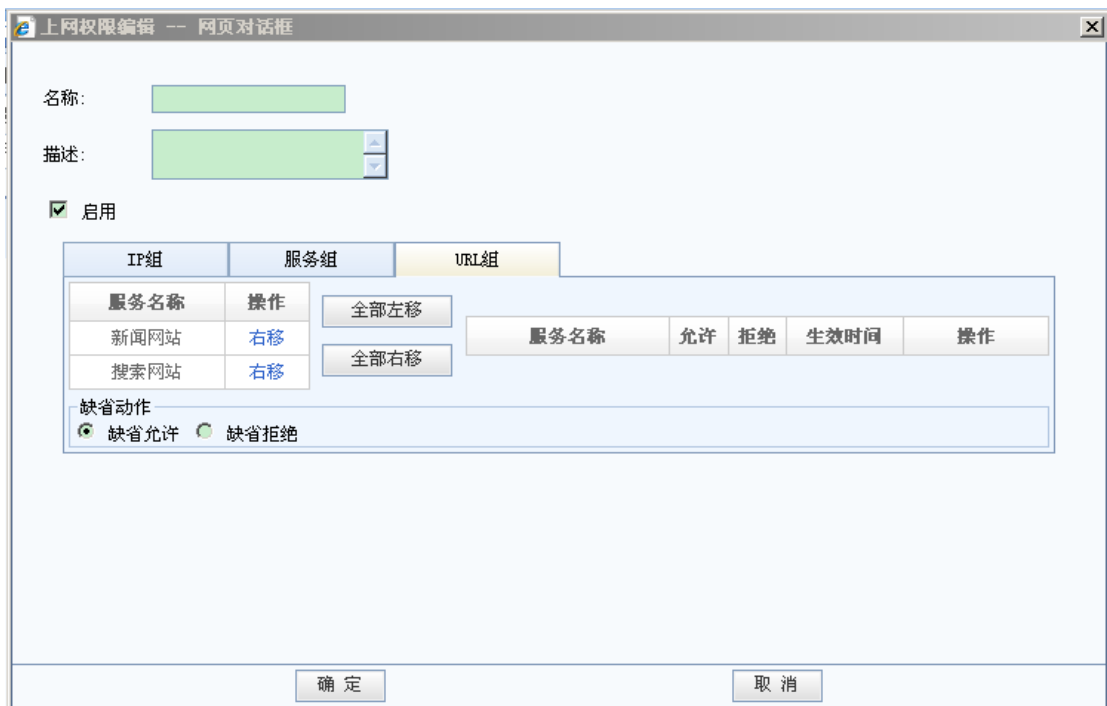 上网权限编辑 -- 网页对话框
名称:
描述:
启用
IP组 服务组 URL组
服务名称 操作
新闻网站 右移
搜索网站 右移
全部左移
全部右移
服务名称 允许 拒绝 生效时间 操作
缺省动作
缺省允许 缺省拒绝
确 定 取 消